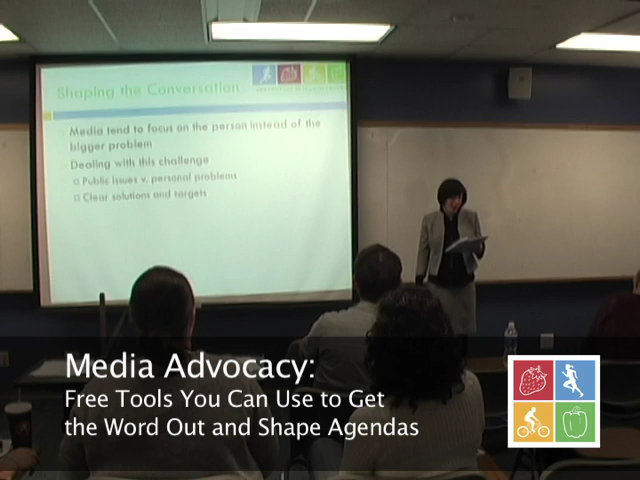 Shaping the Conversation
Media tend to focus on the person instead of the
bigger problem
Dealing with this challenge
Public issues v. personal problems
Clear solutions and targets
Media Advocacy:
Free Tools You Can Use to Get
the Word Out and Shape Agendas